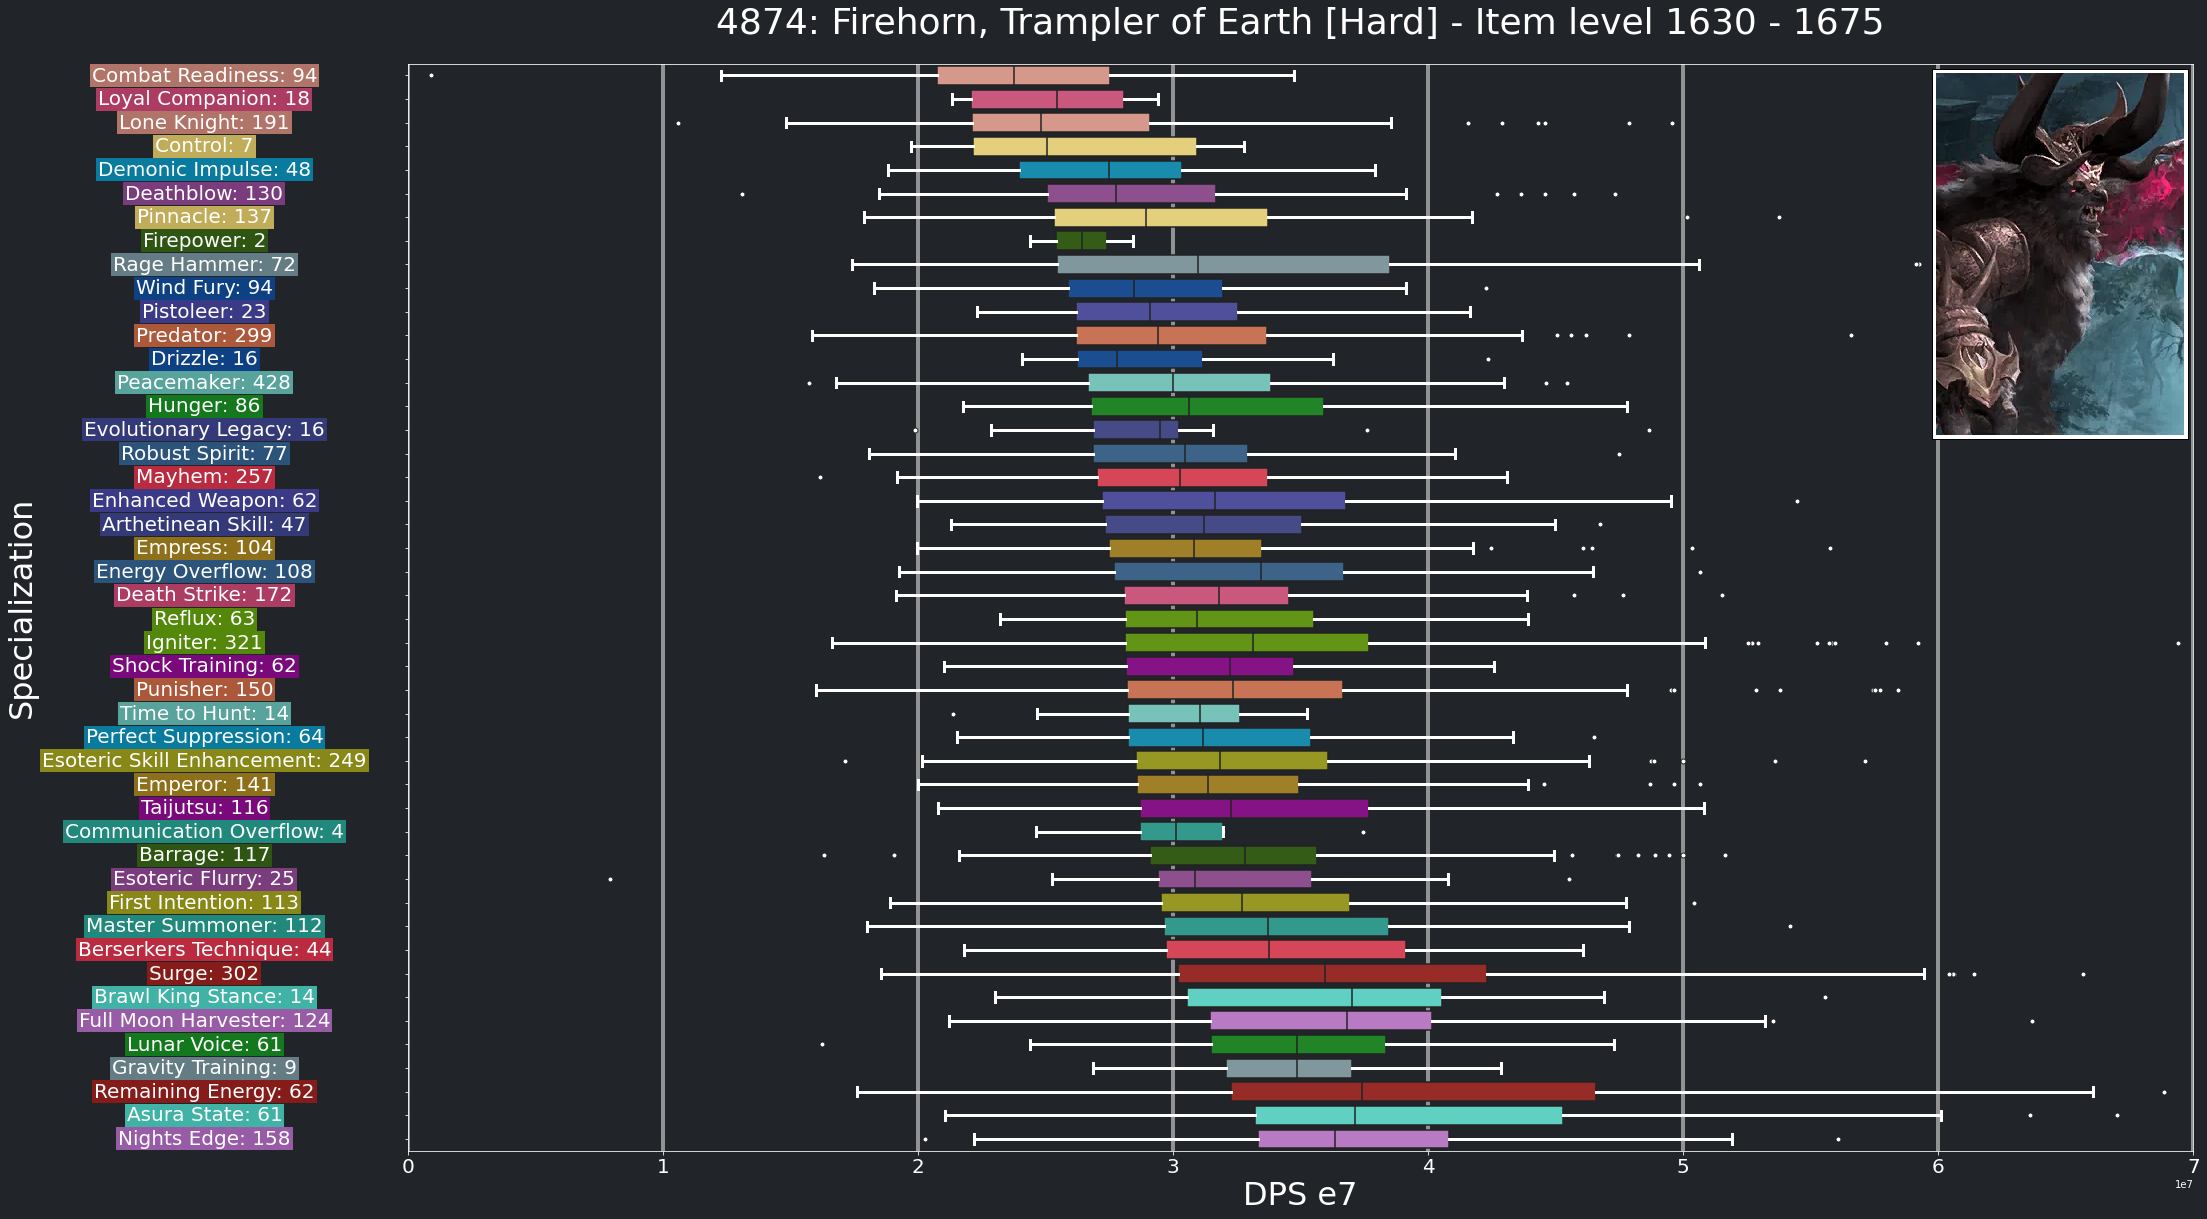 4874: Firehorn, Trampler of Earth [Hard] - Item level 1630 - 1675
Combat Readiness: 94
Loyal Companion: 18
Lone Knight: 191
Control: 7
Demonic Impulse: 48
Deathblow: 130
Pinnacle: 137
Firepower: 2
Rage Hammer: 72
Wind Fury: 94
Pistoleer: 23
Predator: 299
Drizzle: 16
Peacemaker: 428
Hunger: 86
Evolutionary Legacy: 16
Robust Spirit: 77
Mayhem: 257
Enhanced Weapon: 62
Arthetinean Skill: 47
Empress: 104
Energy Overflow: 108
Death Strike: 172
Reflux: 63
Igniter: 321
Shock Training: 62
Punisher: 150
Time to Hunt: 14
Perfect Suppression: 64
Esoteric Skill Enhancement: 249
Emperor: 141
Taijutsu: 116
Communication Overflow: 4
Barrage: 117
Esoteric Flurry: 25
First Intention: 113
Master Summoner: 112
Berserkers Technique: 44
Surge: 302
Brawl King Stance: 14
Full Moon Harvester: 124
Lunar Voice: 61
Gravity Training: 9
Remaining Energy: 62
Asura State: 61
Nights Edge: 158
Specialization
0 1 2 3 4 5 6 7
DPS e7
1e7